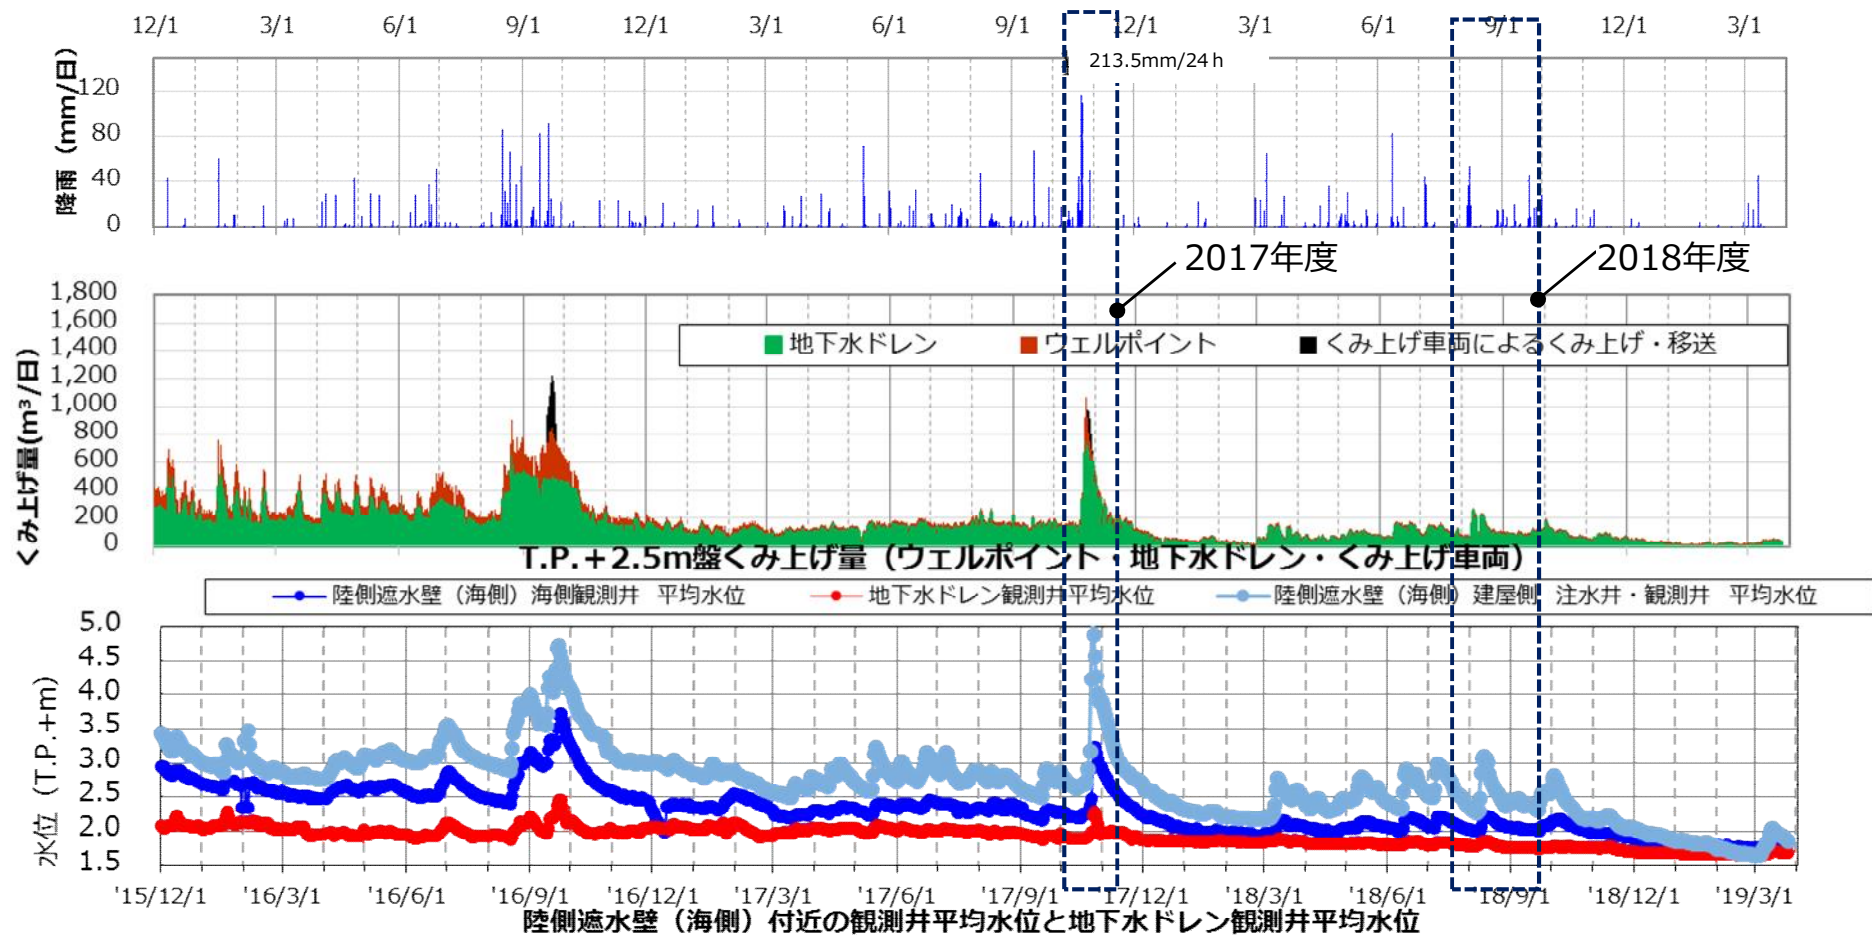 12/1 3/1 6/1 9/1 12/1 3/1 6/1 9/1 12/1 3/1 6/1 9/1 12/1 3/1
降雨（mm/日）
120
80
40
0
213.5mm/24 h
2017年度
2018年度
くみ上げ量(m³/日)
1,800
1,600
1,400
1,200
1,000
800
600
400
200
0
地下水ドレン ウェルポイント くみ上げ車両によるくみ上げ・移送
T.P.+2.5m盤くみ上げ量（ウェルポイント・地下水ドレン・くみ上げ車両）
陸側遮水壁（海側）海側観測井 平均水位 地下水ドレン観測井平均水位 陸側遮水壁（海側）建屋側 注水井・観測井 平均水位
水位（T.P.+m）
5.0
4.5
4.0
3.5
3.0
2.5
2.0
1.5
'15/12/1 '16/3/1 '16/6/1 '16/9/1 '16/12/1 '17/3/1 '17/6/1 '17/9/1 '17/12/1 '18/3/1 '18/6/1 '18/9/1 '18/12/1 '19/3/1
陸側遮水壁（海側）付近の観測井平均水位と地下水ドレン観測井平均水位